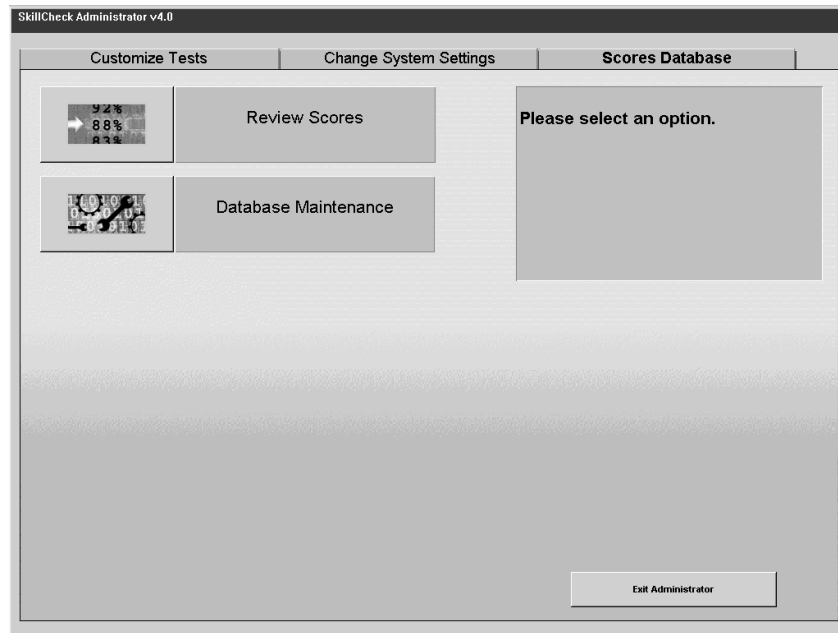 SkillCheck Administrator v4.0
Customize Tests
Change System Settings
Scores Database
92%
88%
83%
Review Scores
Please select an option.
Database Maintenance
Exit Administrator